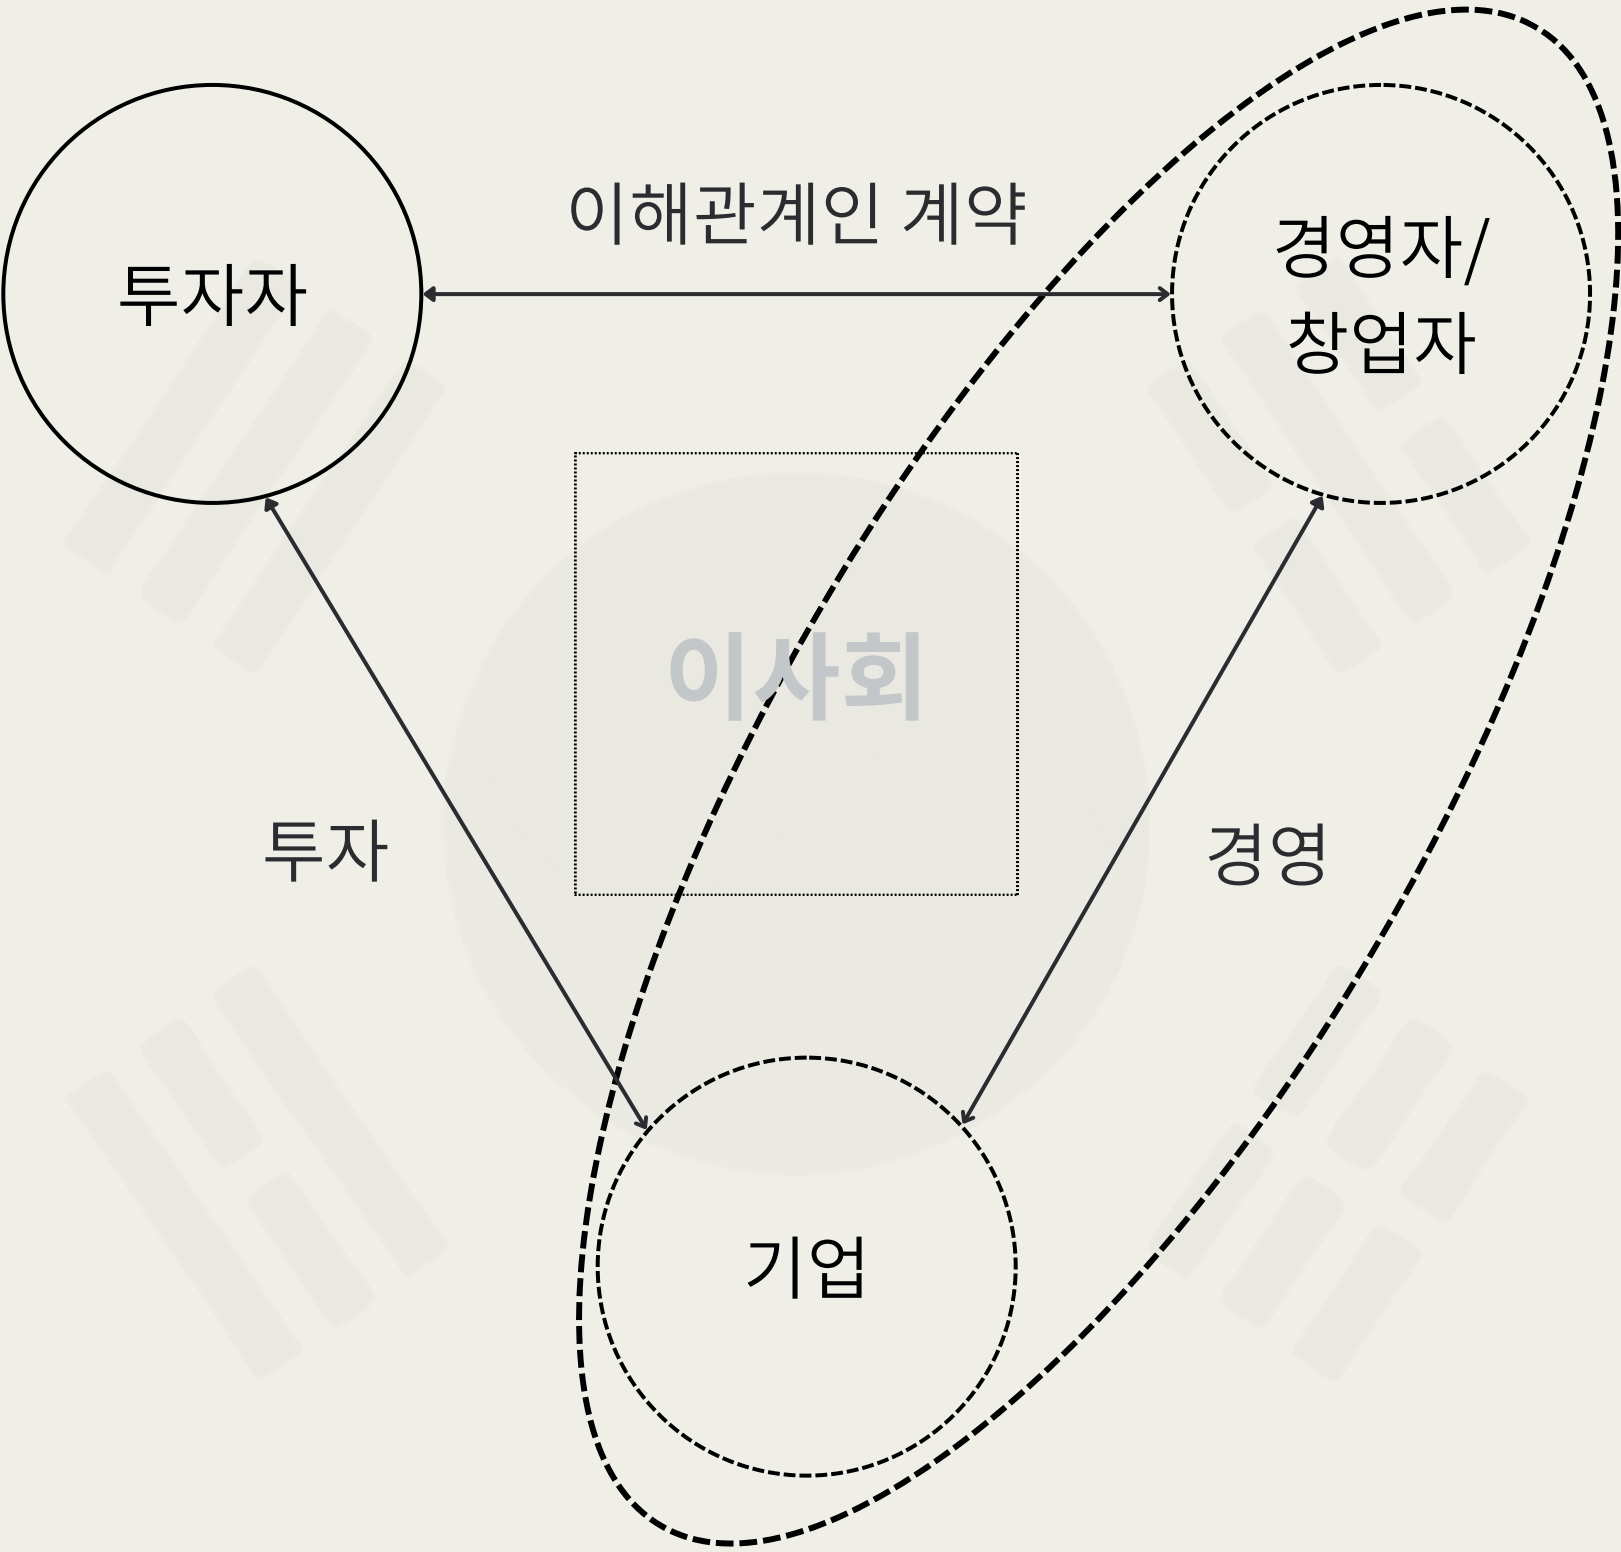 이해관계인 계약
투자자
경영자/
창업자
이사회
투자
경영
기업